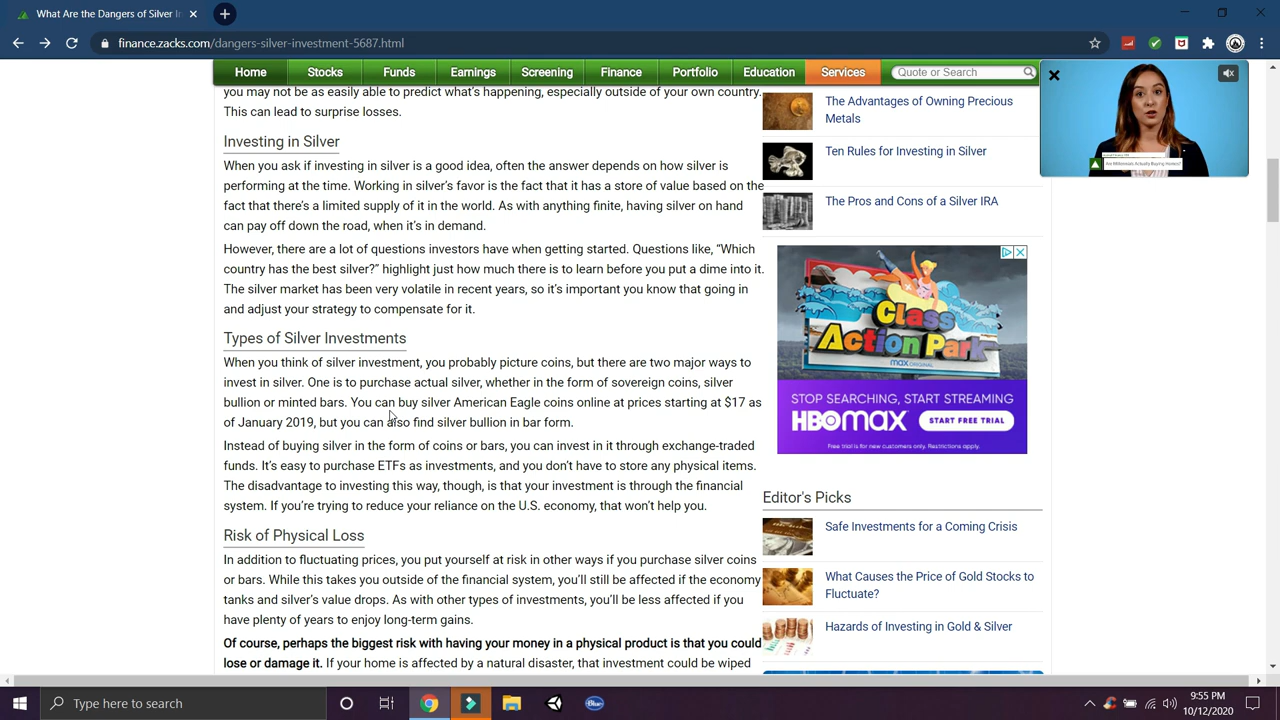 What Are the Dangers of Silver In
finance.zacks.com/dangers-silver-investment-5687.html
Home Stocks Funds Earnings Screening Finance Portfolio Education Services Quote or Search
you may not be as easily able to predict what's happening, especially outside of your own country.
This can lead to surprise losses.
Investing in Silver
When you ask if investing in silver is a good idea, often the answer depends on how silver is
performing at the time. Working in silver's favor is the fact that it has a store of value based on the
fact that there's a limited supply of it in the world. As with anything finite, having silver on hand
can pay off down the road, when it's in demand.
However, there are a lot of questions investors have when getting started. Questions like, “Which
country has the best silver?” highlight just how much there is to learn before you put a dime into it.
The silver market has been very volatile in recent years, so it's important you know that going in
and adjust your strategy to compensate for it.
Types of Silver Investments
When you think of silver investment, you probably picture coins, but there are two major ways to
invest in silver. One is to purchase actual silver, whether in the form of sovereign coins, silver
bullion or minted bars. You can buy silver American Eagle coins online at prices starting at $17 as
of January 2019, but you can also find silver bullion in bar form.
Instead of buying silver in the form of coins or bars, you can invest in it through exchange-traded
funds. It's easy to purchase ETFs as investments, and you don't have to store any physical items.
The disadvantage to investing this way, though, is that your investment is through the financial
system. If you're trying to reduce your reliance on the U.S. economy, that won't help you.
Risk of Physical Loss
In addition to fluctuating prices, you put yourself at risk in other ways if you purchase silver coins
or bars. While this takes you outside of the financial system, you'll still be affected if the economy
tanks and silver's value drops. As with other types of investments, you'll be less affected if you
have plenty of years to enjoy long-term gains.
Of course, perhaps the biggest risk with having your money in a physical product is that you could
lose or damage it. If your home is affected by a natural disaster, that investment could be wiped
The Advantages of Owning Precious
Metals
Ten Rules for Investing in Silver
The Pros and Cons of a Silver IRA
Class
Action Park
max ORIGINAL
STOP SEARCHING, START STREAMING
HBOMAX START FREE TRIAL
Free trial is for new customers only. Restrictions apply.
Editor's Picks
Safe Investments for a Coming Crisis
What Causes the Price of Gold Stocks to
Fluctuate?
Hazards of Investing in Gold & Silver
Are Millennials Actually Buying Homes?
Type here to search
9:55 PM
10/12/2020